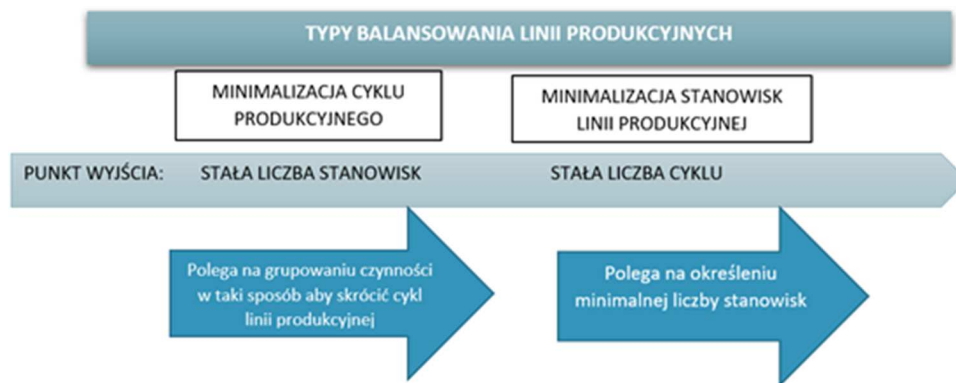 TYPY BALANSOWANIA LINII PRODUKCYJNYCH
MINIMALIZACJA CYKLU
PRODUKCYJNEGO
MINIMALIZACJA STANOWISK
LINII PRODUKCYJNEJ
PUNKT WYJŚCIA: STAŁA LICZBA STANOWISK STAŁA LICZBA CYKLU
Polega na grupowaniu czynności
w taki sposób aby skrócić cykl
linii produkcyjnej
Polega na określeniu
minimalnej liczby stanowisk